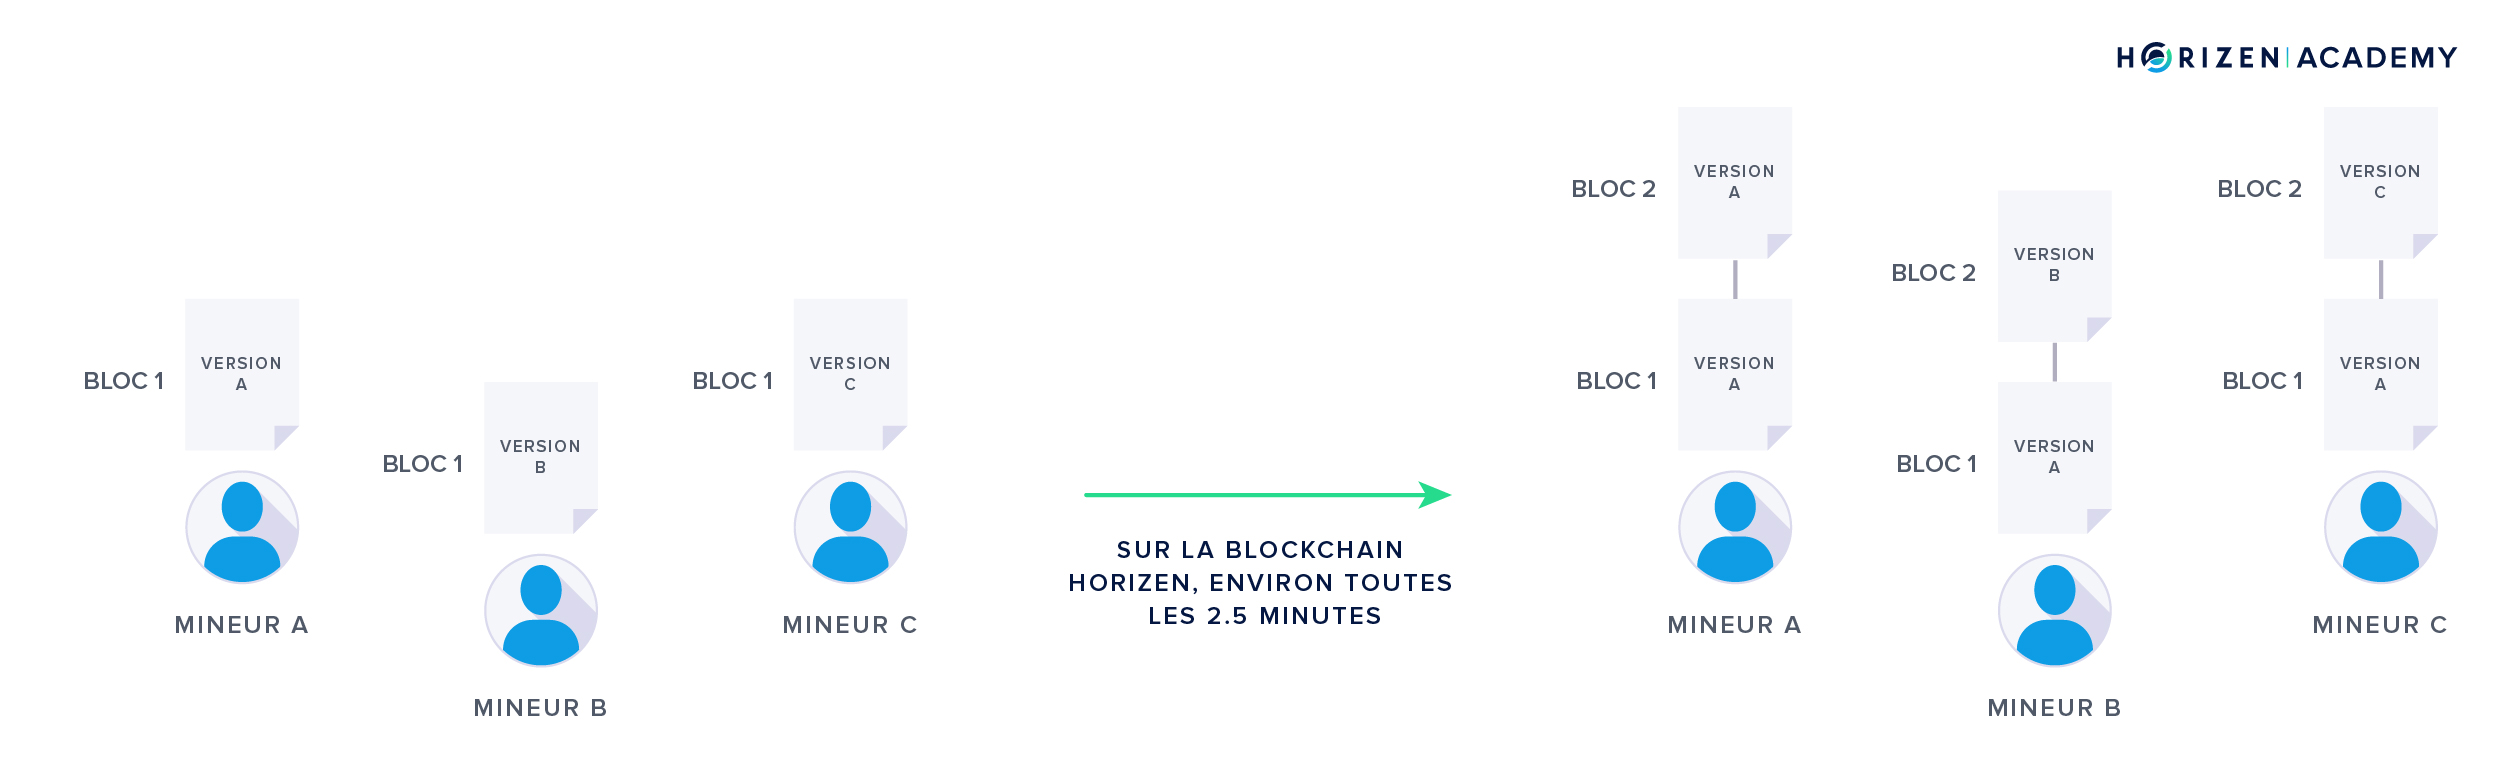 HORIZEN | ACADEMY
BLOC 1
VERSION
A
MINEUR A
BLOC 1
VERSION
B
MINEUR B
BLOC 1
VERSION
C
MINEUR C
SUR LA BLOCKCHAIN
HORIZEN, ENVIRON TOUTES
LES 2.5 MINUTES
BLOC 2
VERSION
A
BLOC 1
VERSION
A
MINEUR A
BLOC 2
VERSION
B
BLOC 1
VERSION
A
MINEUR B
BLOC 2
VERSION
C
BLOC 1
VERSION
A
MINEUR C